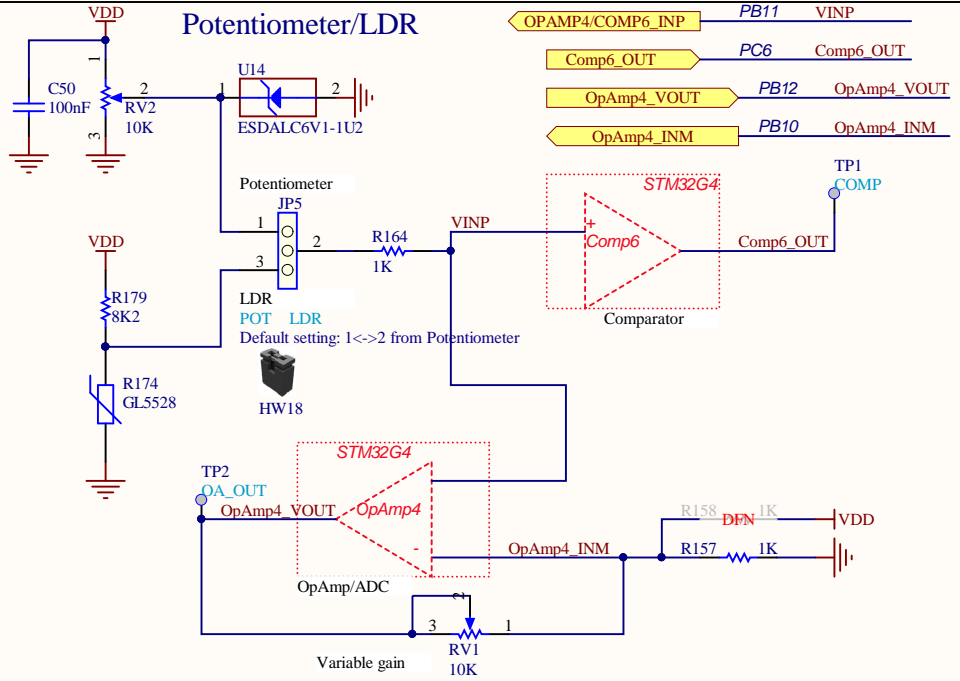 Potentiometer/LDR
VDD
1
2
3
C50
100nF
RV2
10K
U14
1
2
ESDALC6V1-1U2
OPAMP4/COMP6_INP
PB11
VINP
Comp6_OUT
PC6
Comp6_OUT
OpAmp4_VOUT
PB12
OpAmp4_VOUT
OpAmp4_INM
PB10
OpAmp4_INM
Potentiometer
JP5
1
2
3
R164
1K
VINP
STM32G4
+
Comp6
Comp6_OUT
TP1
COMP
Comparator
VDD
R179
8K2
LDR
POT LDR
Default setting: 1<->2 from Potentiometer
HW18
R174
GL5528
STM32G4
TP2
OA_OUT
OpAmp4_VOUT
OpAmp4
-
OpAmp4_INM
OpAmp/ADC
R158
DFN
1K
VDD
R157
1K
2
3
1
RV1
10K
Variable gain